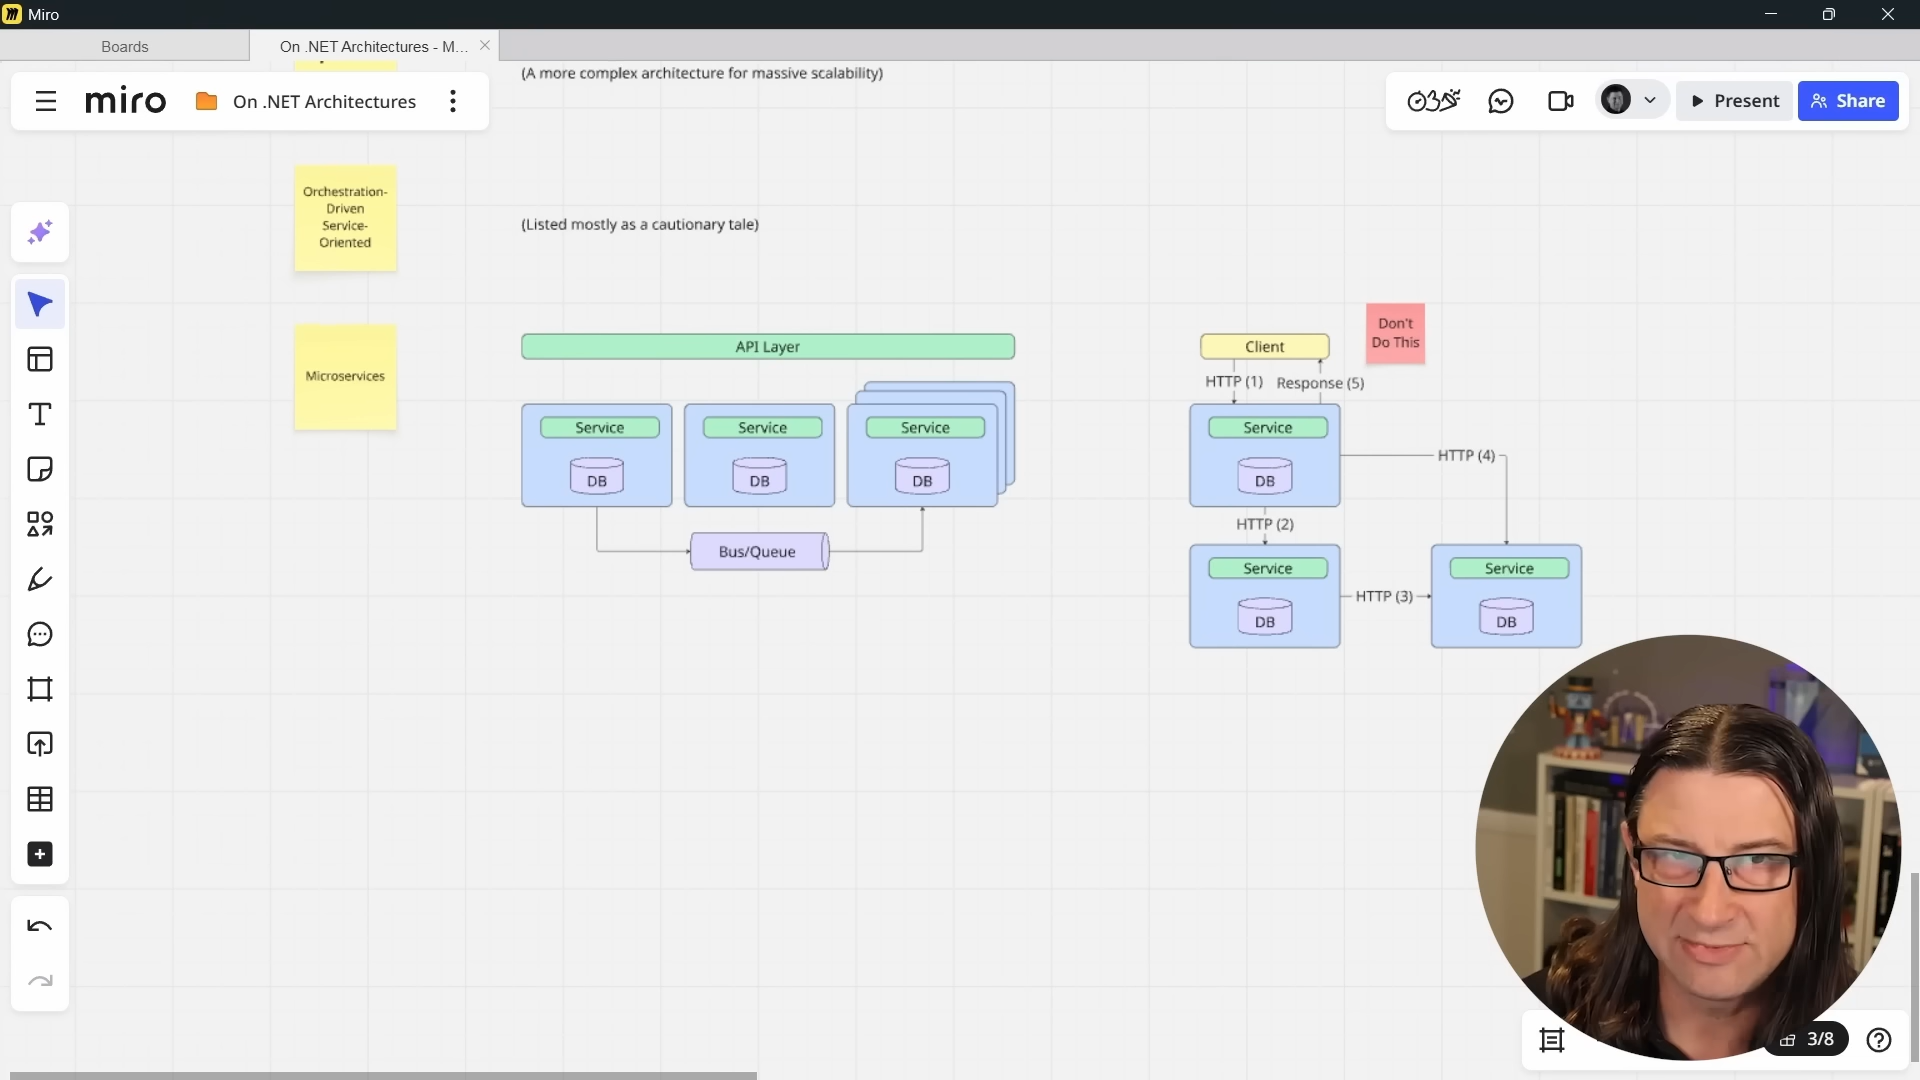 Miro
Boards
On .NET Architectures - M...
(A more complex architecture for massive scalability)
miro
On .NET Architectures
Present
Share
Orchestration-
Driven
Service-
Oriented
(Listed mostly as a cautionary tale)
Microservices
API Layer
Service
DB
Service
DB
Service
DB
Bus/Queue
Client
Don't
Do This
HTTP (1)
Response (5)
Service
DB
HTTP (4)
HTTP (2)
Service
DB
HTTP (3)
Service
DB
3/8